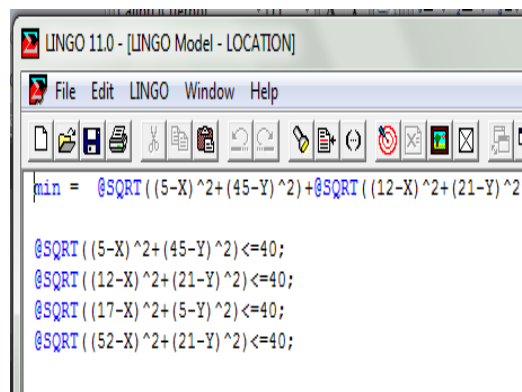 LINGO 11.0 - [LINGO Model - LOCATION]
File Edit LINGO Window Help
min = @SQRT((5-X)^2+(45-Y)^2)+@SQRT((12-X)^2+(21-Y)^2
@SQRT((5-X)^2+(45-Y)^2)<=40;
@SQRT((12-X)^2+(21-Y)^2)<=40;
@SQRT((17-X)^2+(5-Y)^2)<=40;
@SQRT((52-X)^2+(21-Y)^2)<=40;